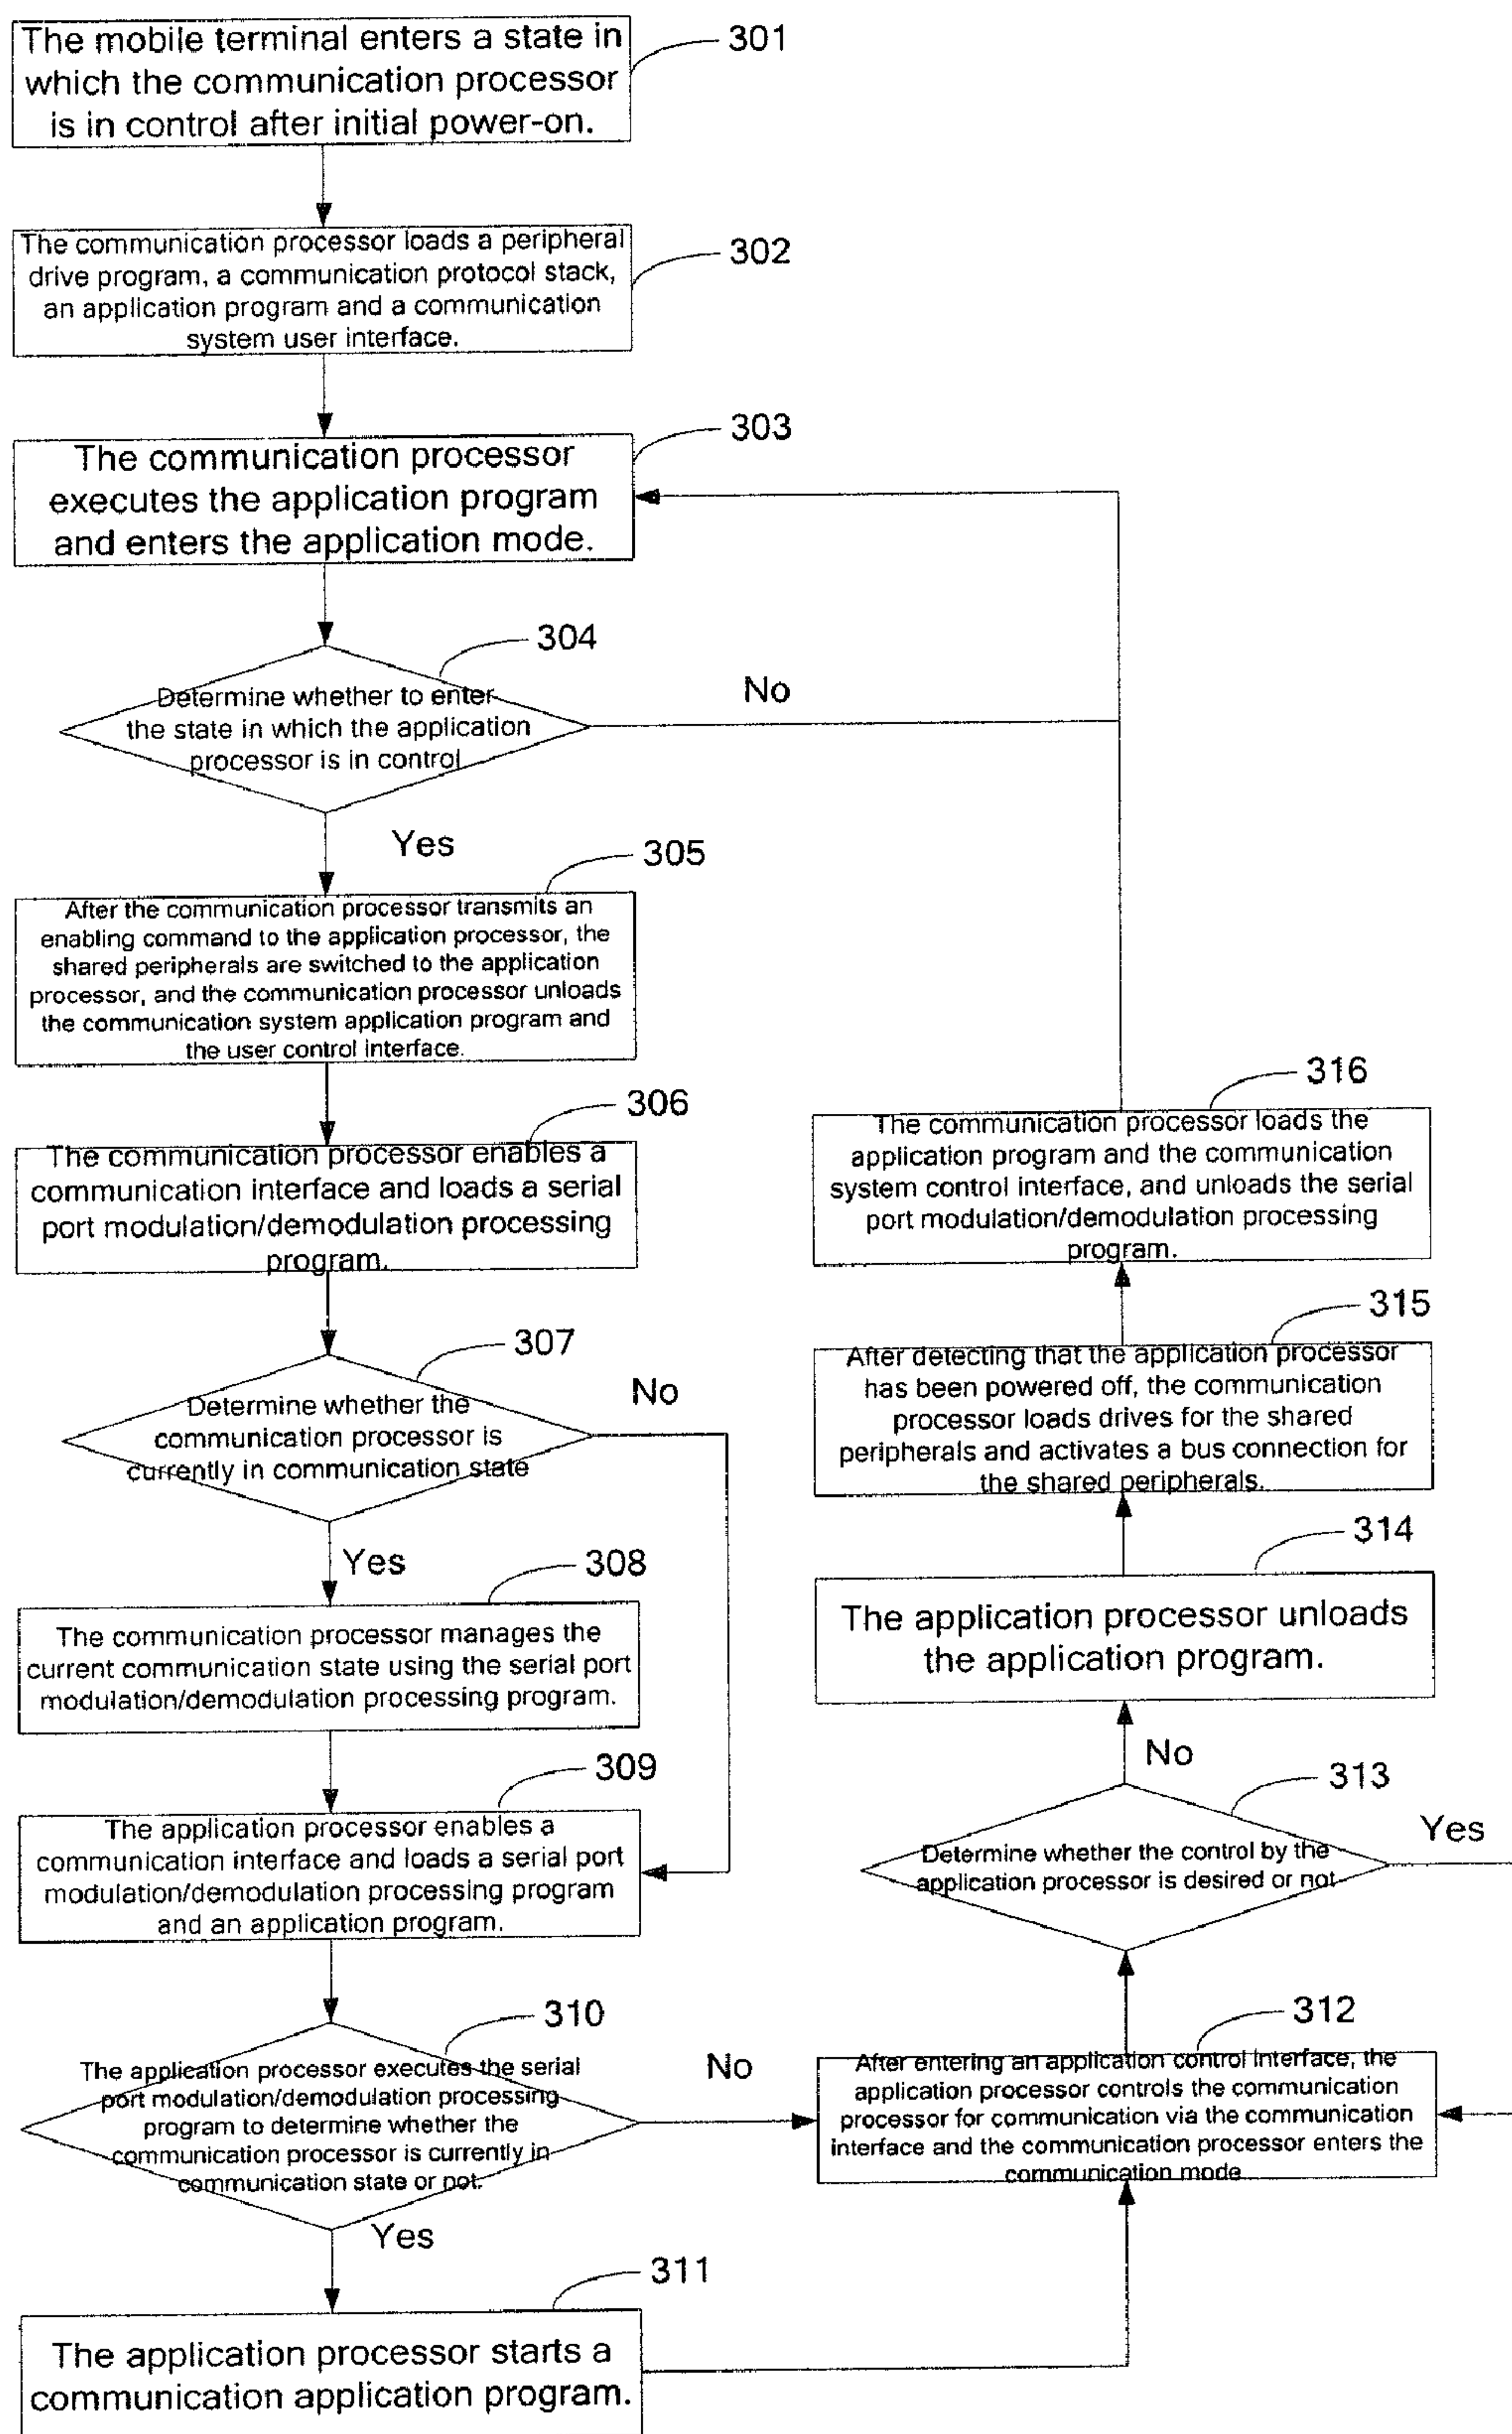 The mobile terminal enters a state in
which the communication processor
is in control after initial power-on.
301
The communication processor loads a peripheral
drive program, a communication protocol stack,
an application program and a communication
system user interface.
302
The communication processor
executes the application program
and enters the application mode.
303
304
Determine whether to enter
the state in which the application
processor is in control
No
Yes
305
After the communication processor transmits an
enabling command to the application processor, the
shared peripherals are switched to the application
processor, and the communication processor unloads
the communication system application program and
the user control interface.
306
The communication processor enables a
communication interface and loads a serial
port modulation/demodulation processing
program.
307
Determine whether the
communication processor is
currently in communication state
No
Yes
308
The communication processor manages the
current communication state using the serial port
modulation/demodulation processing program.
309
The application processor enables a
communication interface and loads a serial port
modulation/demodulation processing program
and an application program.
310
The application processor executes the serial
port modulation/demodulation processing
program to determine whether the
communication processor is currently in
communication state or not.
No
Yes
311
The application processor starts a
communication application program.
316
The communication processor loads the
application program and the communication
system control interface, and unloads the serial
port modulation/demodulation processing
program.
315
After detecting that the application processor
has been powered off, the communication
processor loads drives for the shared
peripherals and activates a bus connection for
the shared peripherals.
314
The application processor unloads
the application program.
No
313
Yes
Determine whether the control by the
application processor is desired or not
312
After entering an application control interface, the
application processor controls the communication
processor for communication via the communication
interface and the communication processor enters the
communication mode